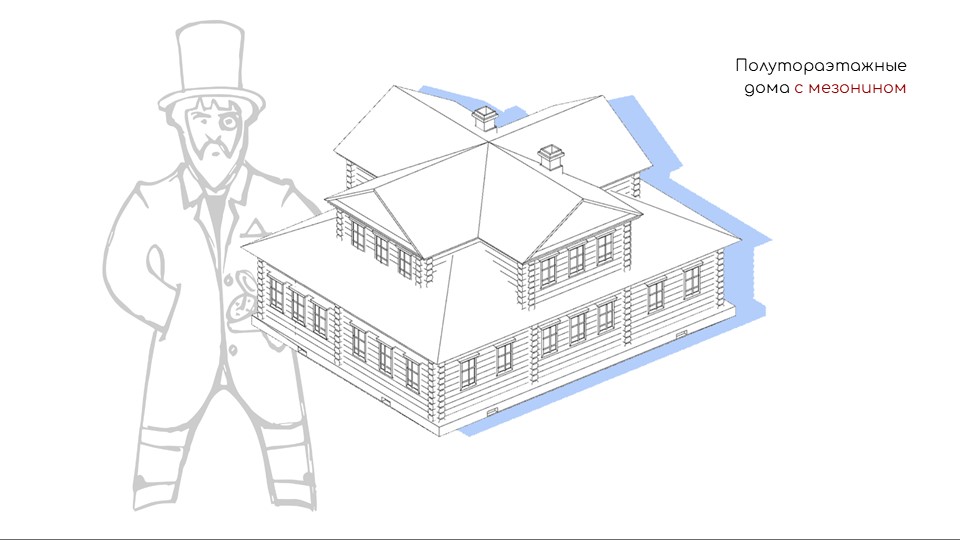 Полутораэтажные
дома с мезонином